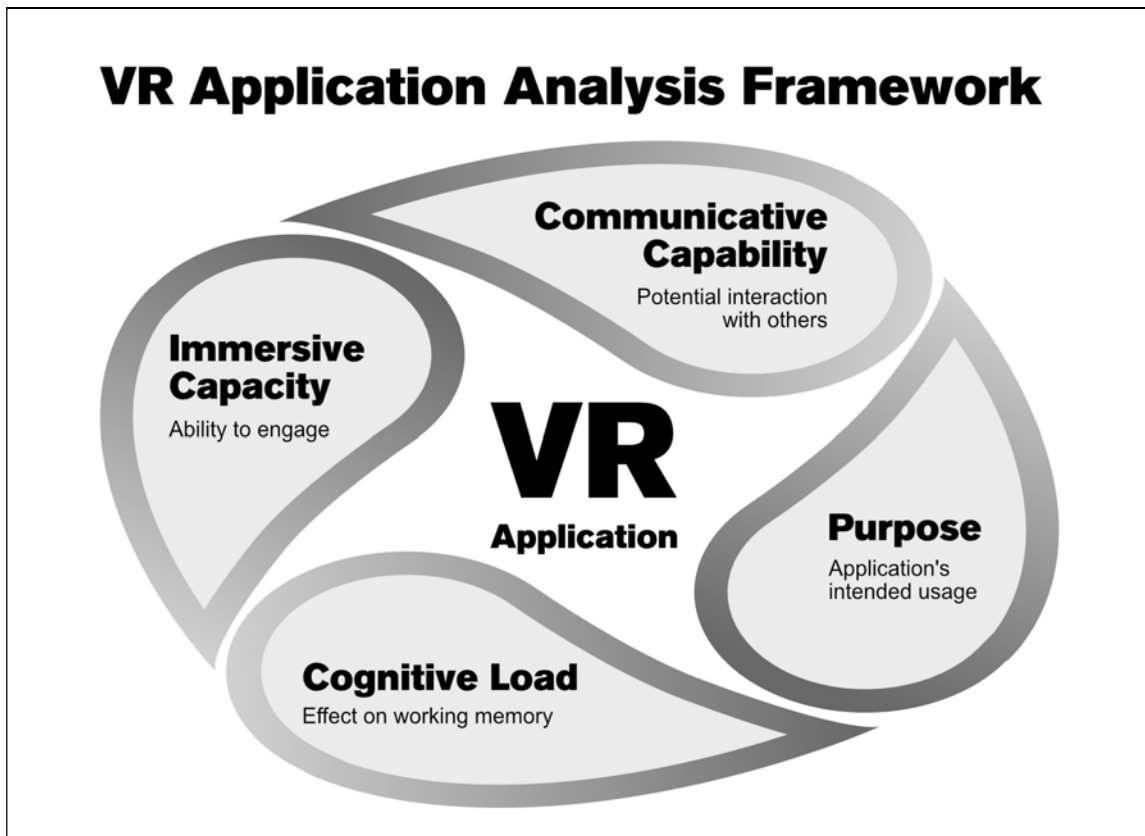 VR Application Analysis Framework
Communicative
Capability
Potential interaction
with others
Immersive
Capacity
Ability to engage
VR
Application
Purpose
Application's
intended usage
Cognitive Load
Effect on working memory